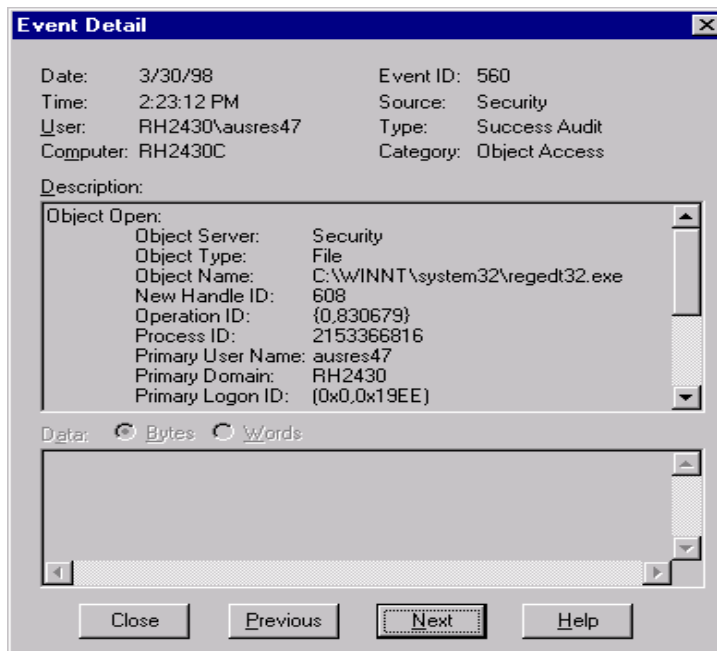 Event Detail
Date: 3/30/98 Event ID: 560
Time: 2:23:12 PM Source: Security
User: RH2430\ausres47 Type: Success Audit
Computer: RH2430C Category: Object Access
Description:
Object Open:
Object Server: Security
Object Type: File
Object Name: C:\WINNT\system32\regedt32.exe
New Handle ID: 608
Operation ID: {0,830679}
Process ID: 2153366816
Primary User Name: ausres47
Primary Domain: RH2430
Primary Logon ID: (0x0,0x19EE)
Data: Bytes Words
Close Previous Next Help